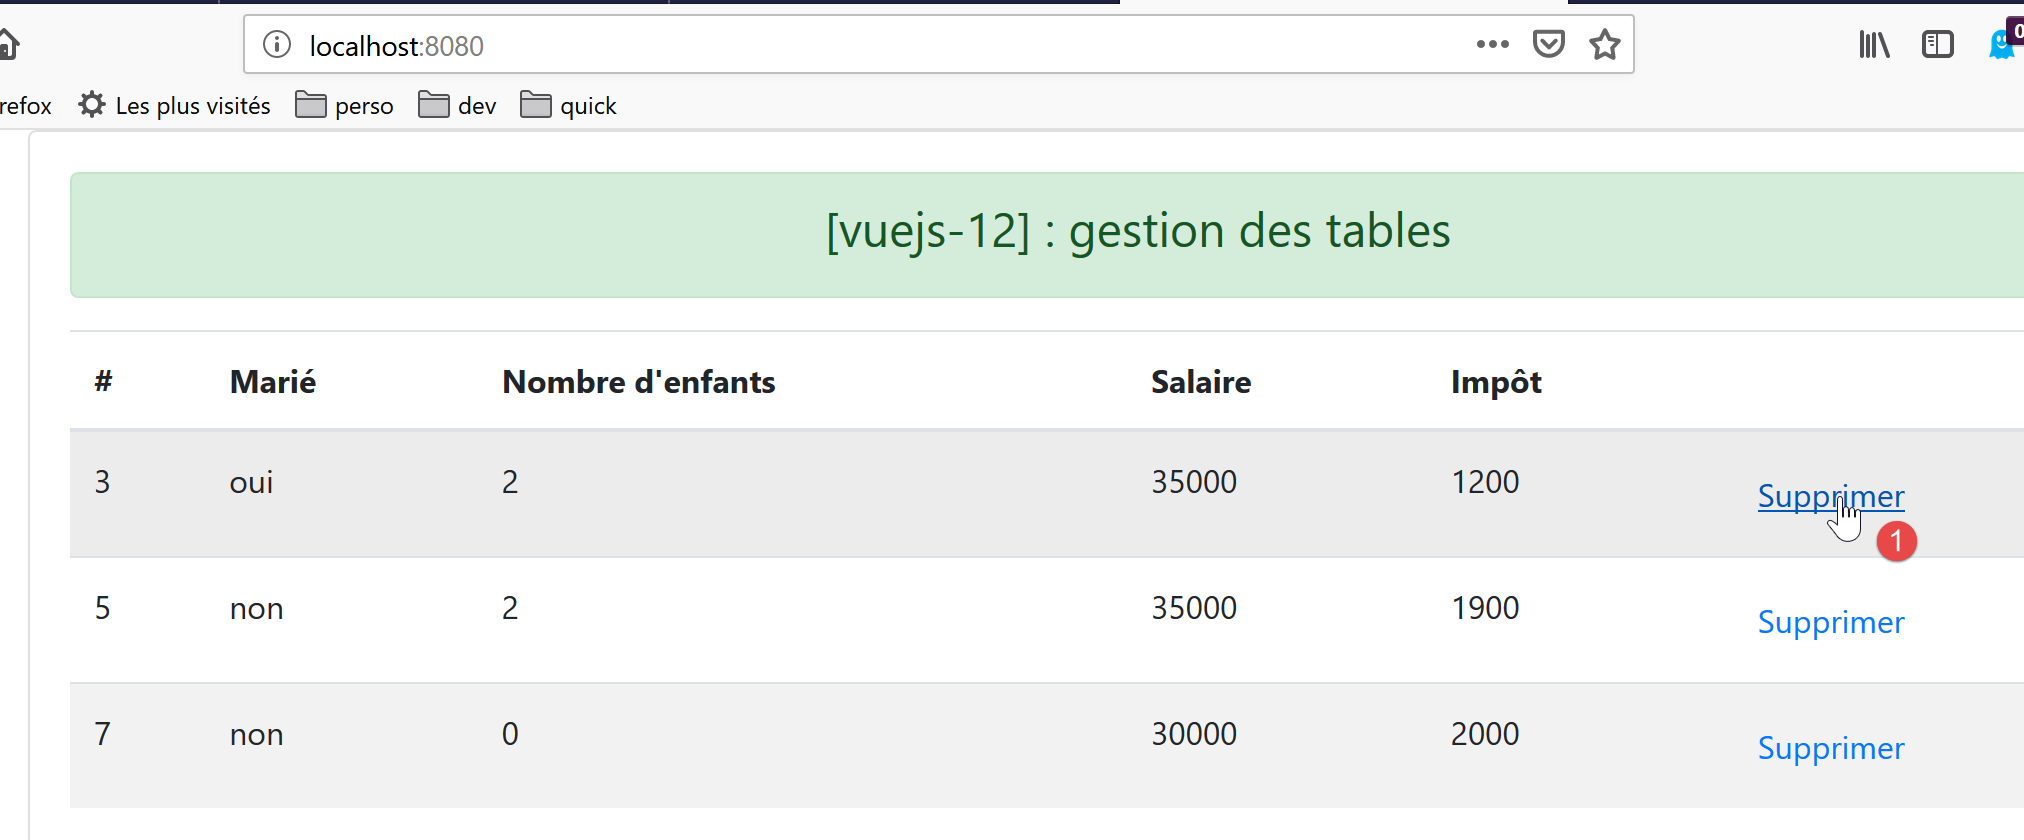 localhost:8080
0
refox Les plus visités perso dev quick
[vuejs-12] : gestion des tables
# Marié Nombre d'enfants Salaire Impôt
3 oui 2 35000 1200 Supprimer
1
5 non 2 35000 1900 Supprimer
7 non 0 30000 2000 Supprimer